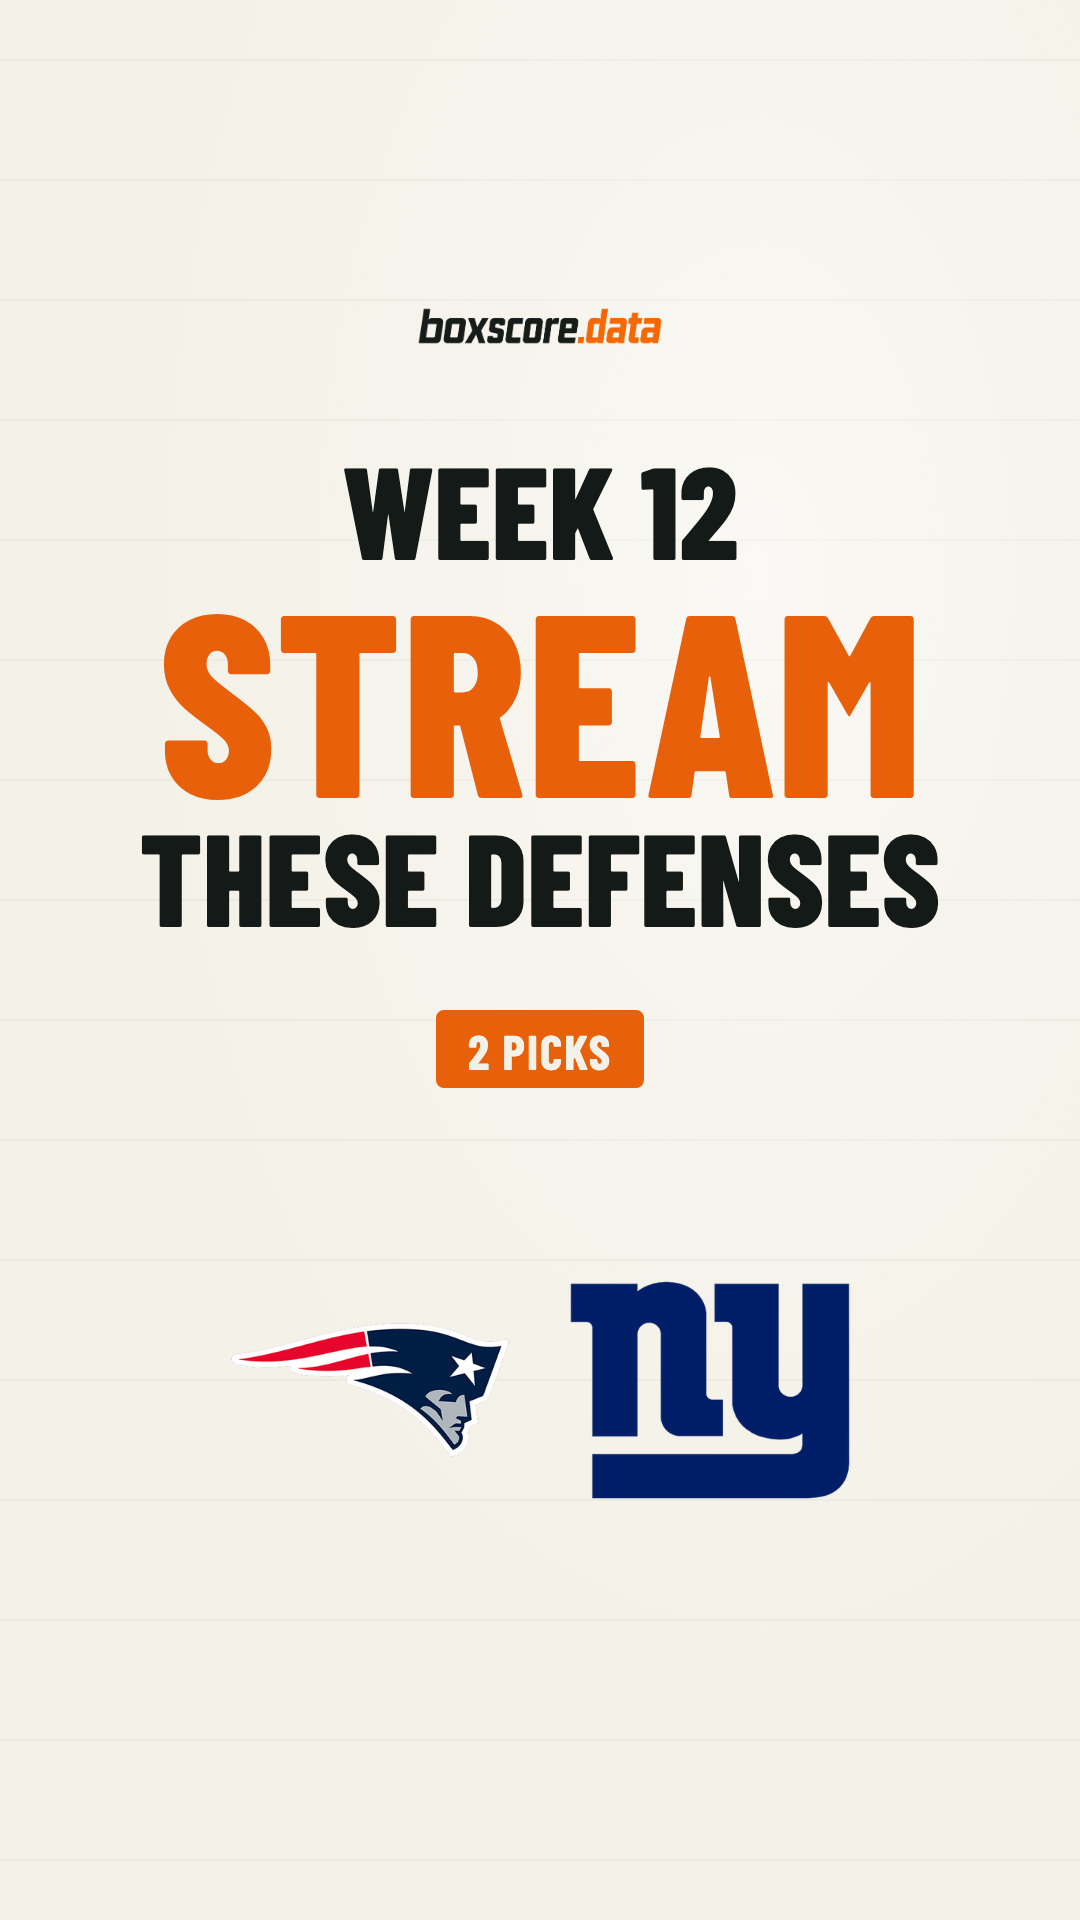 boxscore.data
WEEK 12
STREAM
THESE DEFENSES
2 PICKS
ny